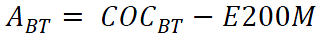 A_BT = COC_BT − E200M